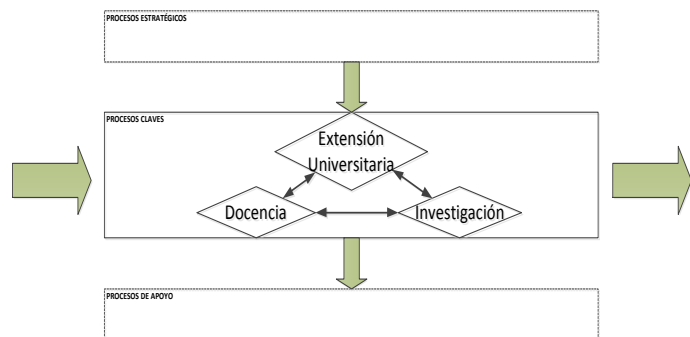 PROCESOS ESTRATÉGICOS
PROCESOS CLAVES
Extensión
Universitaria
Docencia
Investigación
PROCESOS DE APOYO